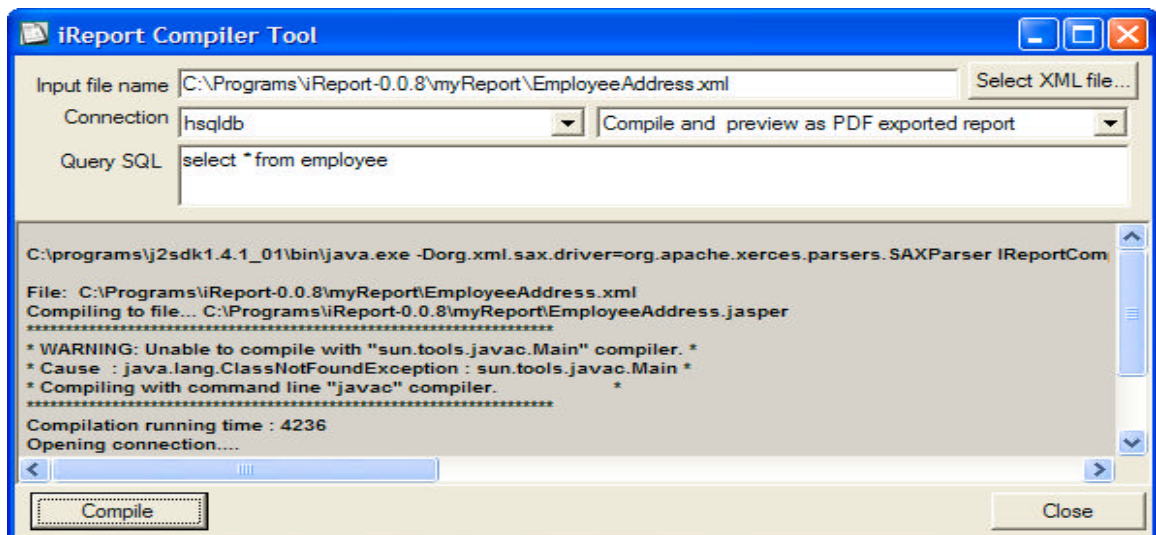 iReport Compiler Tool
Input file name C:\Programs\iReport-0.0.8\myReport\EmployeeAddress.xml Select XML file...
Connection hsqldb Compile and preview as PDF exported report
Query SQL select * from employee
C:\programs\j2sdk1.4.1_01\bin\java.exe -Dorg.xml.sax.driver=org.apache.xerces.parsers.SAXParser IReportComp
File: C:\Programs\iReport-0.0.8\myReport\EmployeeAddress.xml
Compiling to file... C:\Programs\iReport-0.0.8\myReport\EmployeeAddress.jasper
**********************************************************************
* WARNING: Unable to compile with "sun.tools.javac.Main" compiler. *
* Cause : java.lang.ClassNotFoundException : sun.tools.javac.Main *
* Compiling with command line "javac" compiler. *
**********************************************************************
Compilation running time : 4236
Opening connection....
Compile Close